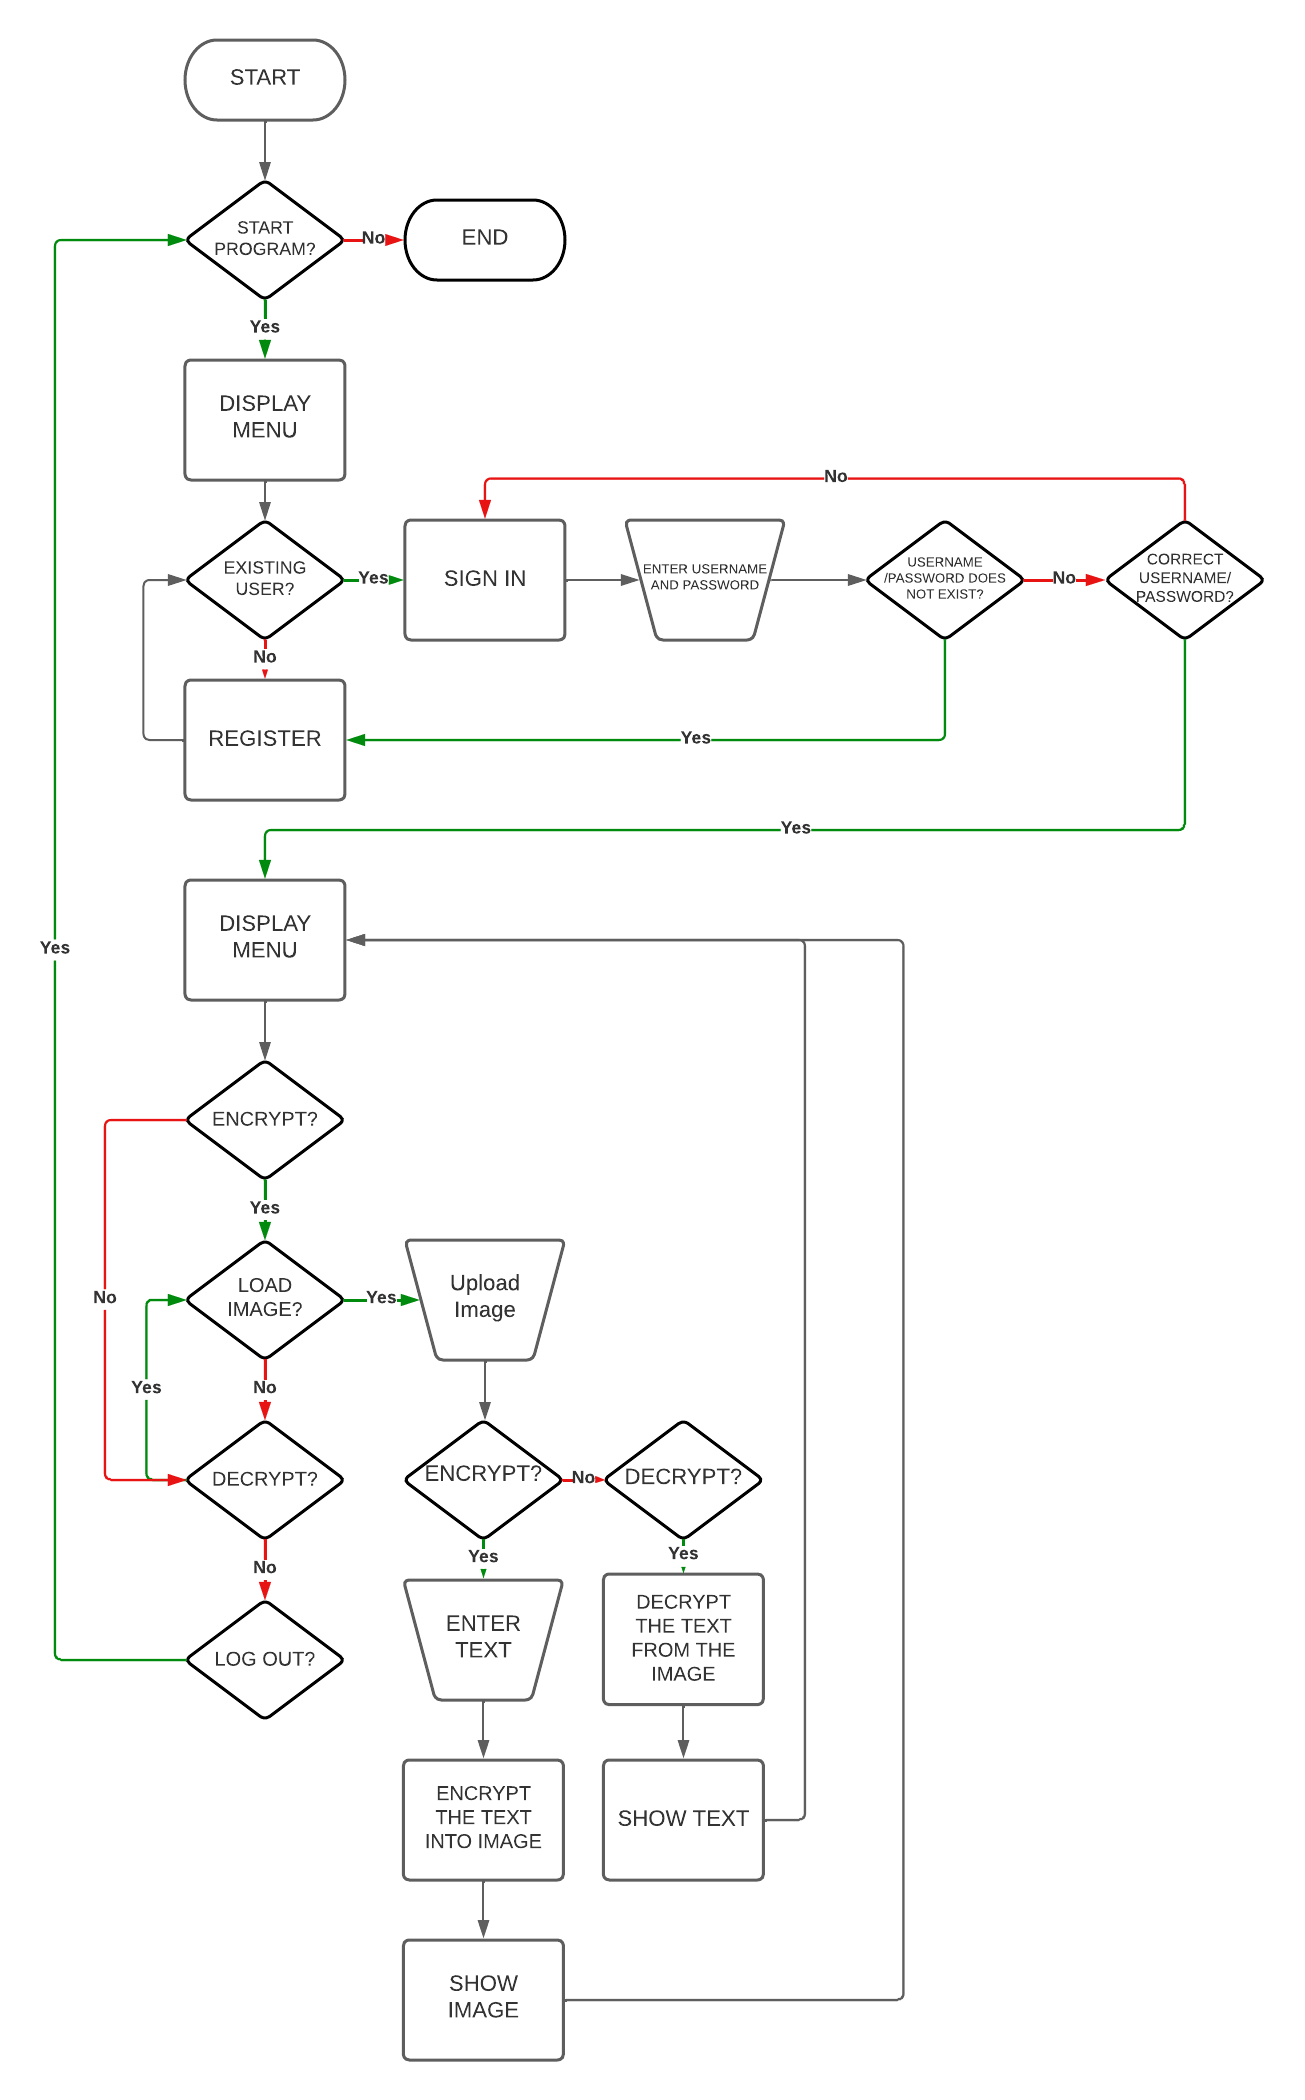 START
START
PROGRAM?
No
END
Yes
DISPLAY
MENU
No
EXISTING
USER?
Yes
SIGN IN
ENTER USERNAME
AND PASSWORD
USERNAME
/PASSWORD DOES
NOT EXIST?
No
CORRECT
USERNAME/
PASSWORD?
No
REGISTER
Yes
Yes
DISPLAY
MENU
Yes
ENCRYPT?
Yes
No
LOAD
IMAGE?
Yes
Upload
Image
Yes
No
DECRYPT?
ENCRYPT?
No
DECRYPT?
No
Yes
Yes
LOG OUT?
ENTER
TEXT
DECRYPT
THE TEXT
FROM THE
IMAGE
ENCRYPT
THE TEXT
INTO IMAGE
SHOW TEXT
SHOW
IMAGE